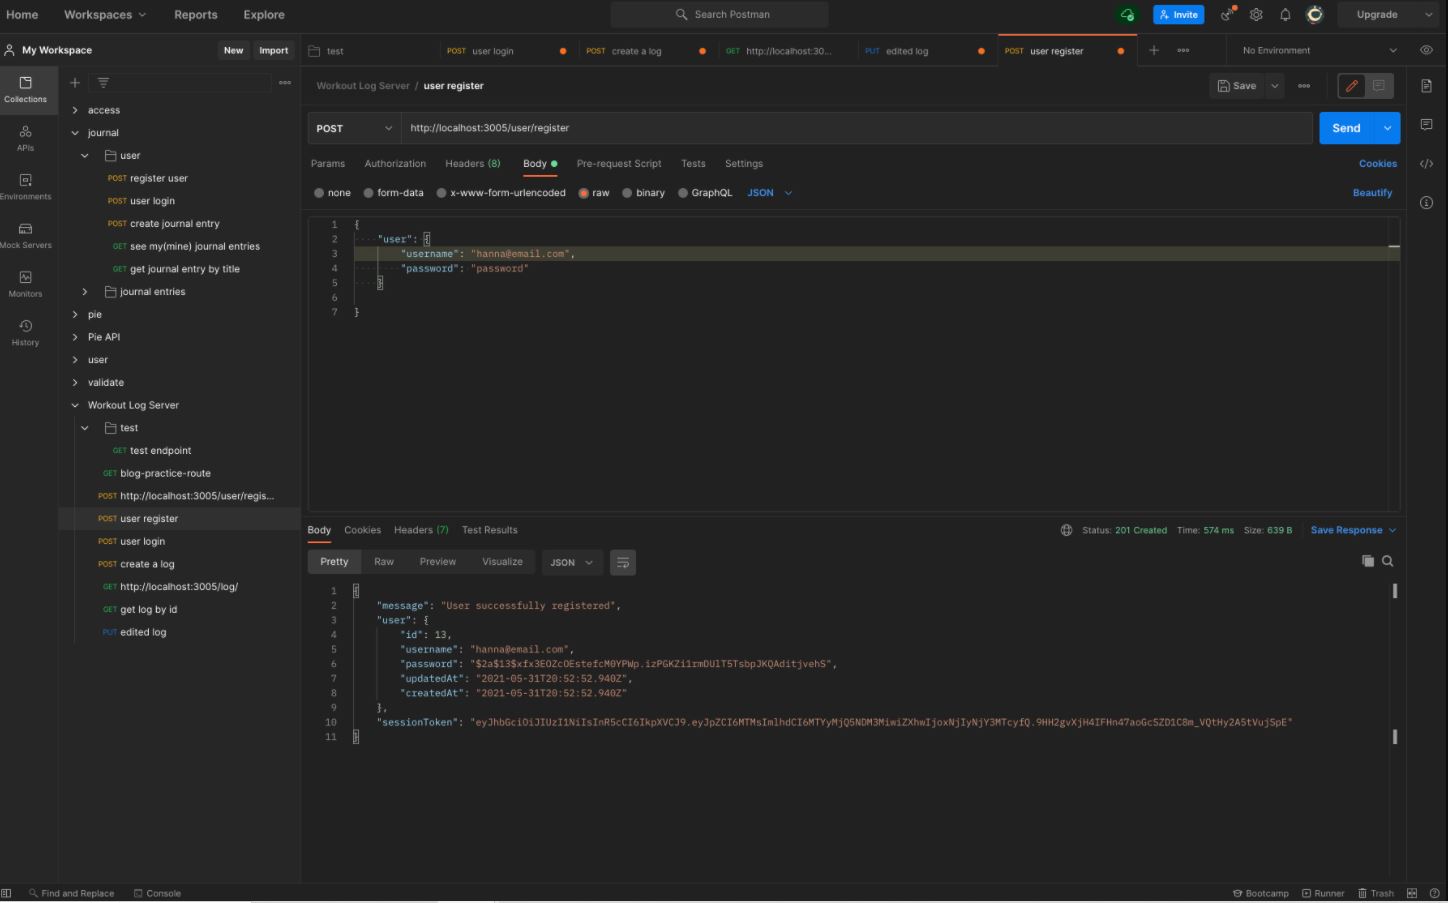 Home Workspaces Reports Explore Search Postman Invite Upgrade
My Workspace New Import
test POST user login POST create a log GET http://localhost:30... PUT edited log POST user register No Environment
Collections
APIs
Environments
Mock Servers
Monitors
History
access
journal
user
POST register user
POST user login
POST create journal entry
GET see my(mine) journal entries
GET get journal entry by title
journal entries
pie
Pie API
user
validate
Workout Log Server
test
GET test endpoint
GET blog-practice-route
POST http://localhost:3005/user/regis...
POST user register
POST user login
POST create a log
GET http://localhost:3005/log/
GET get log by id
PUT edited log
Workout Log Server / user register Save
POST http://localhost:3005/user/register Send
Params Authorization Headers (8) Body Pre-request Script Tests Settings Cookies
none form-data x-www-form-urlencoded raw binary GraphQL JSON Beautify
1 {
2 "user": {
3 "username": "hanna@email.com",
4 "password": "password"
5 }
6
7 }
Body Cookies Headers (7) Test Results Status: 201 Created Time: 574 ms Size: 639 B Save Response
Pretty Raw Preview Visualize JSON
1 {
2 "message": "User successfully registered",
3 "user": {
4 "id": 13,
5 "username": "hanna@email.com",
6 "password": "$2a$13$xfx3EOZcOEstefcM0YPWp.izPGKZi1rmDUlT5TsbpJKQAditjvehS",
7 "updatedAt": "2021-05-31T20:52:52.940Z",
8 "createdAt": "2021-05-31T20:52:52.940Z"
9 },
10 "sessionToken": "eyJhbGciOiJIUzI1NiIsInR5cCI6IkpXVCJ9.eyJpZCI6MTMsImlhdCI6MTYyMjQ5NDM3MiwiZXhwIjoxNjIyNjY3MTcyfQ.9HH2gvXjH4IFHn47aoGcSZD1C8m_VQtHy2A5tVujSpE"
11 }
Find and Replace Console Bootcamp Runner Trash